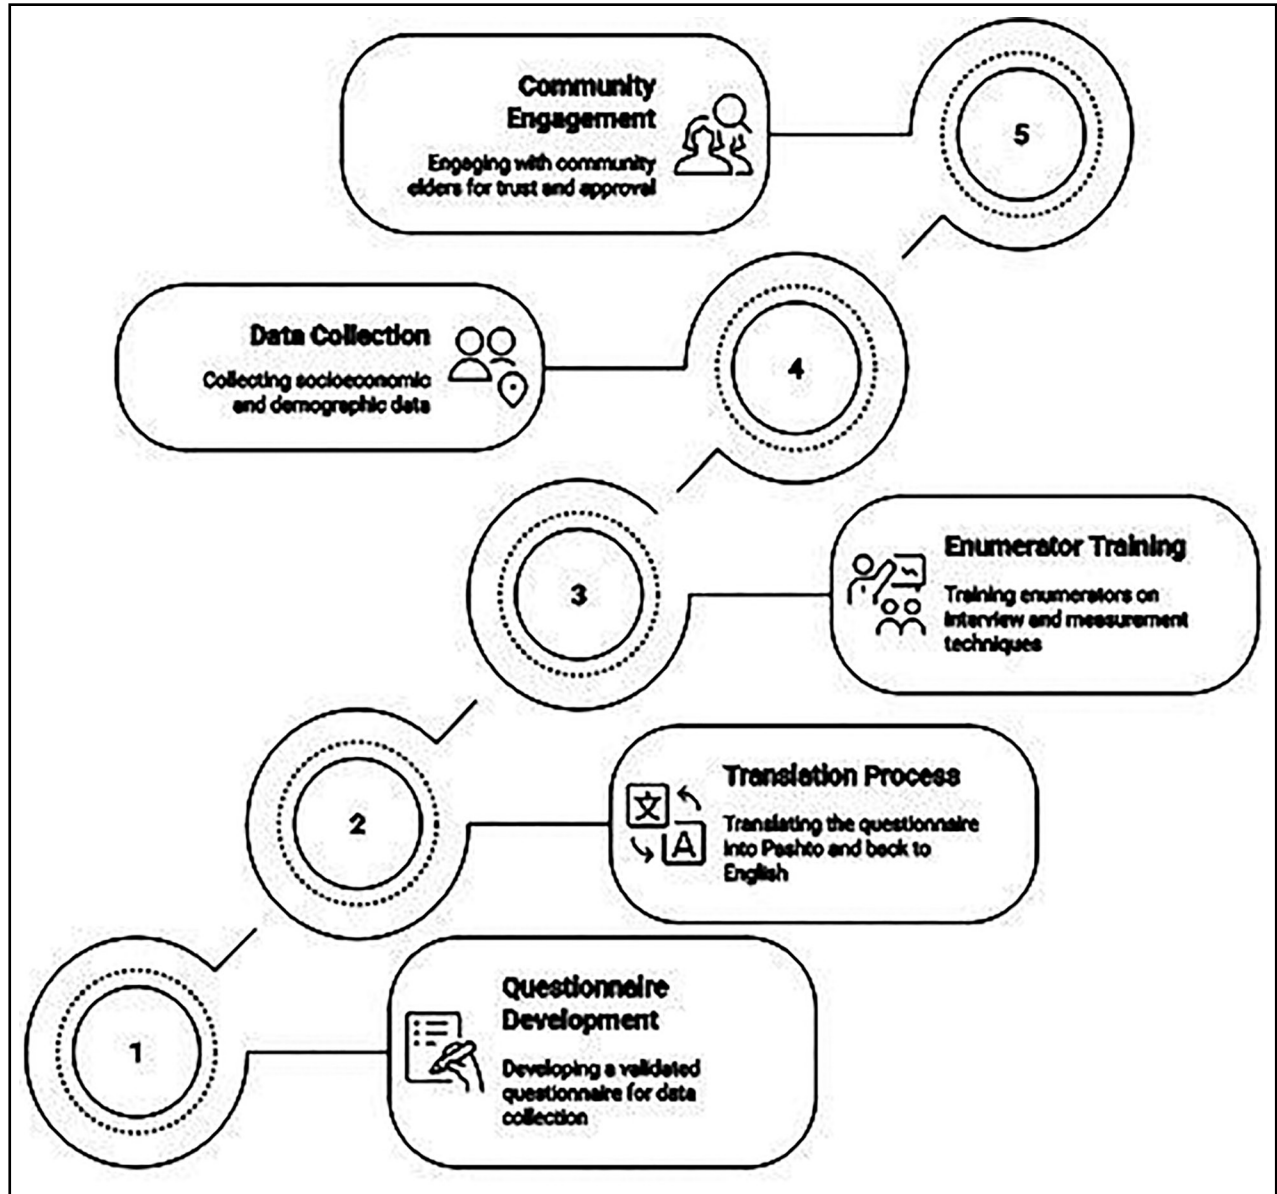 Community
Engagement
Engaging with community
elders for trust and approval
5
Data Collection
Collecting socioeconomic
and demographic data
4
3
Enumerator Training
Training enumerators on
interview and measurement
techniques
2
Translation Process
文
A
Translating the questionnaire
into Pashto and back to
English
1
Questionnaire
Development
Developing a validated
questionnaire for data
collection